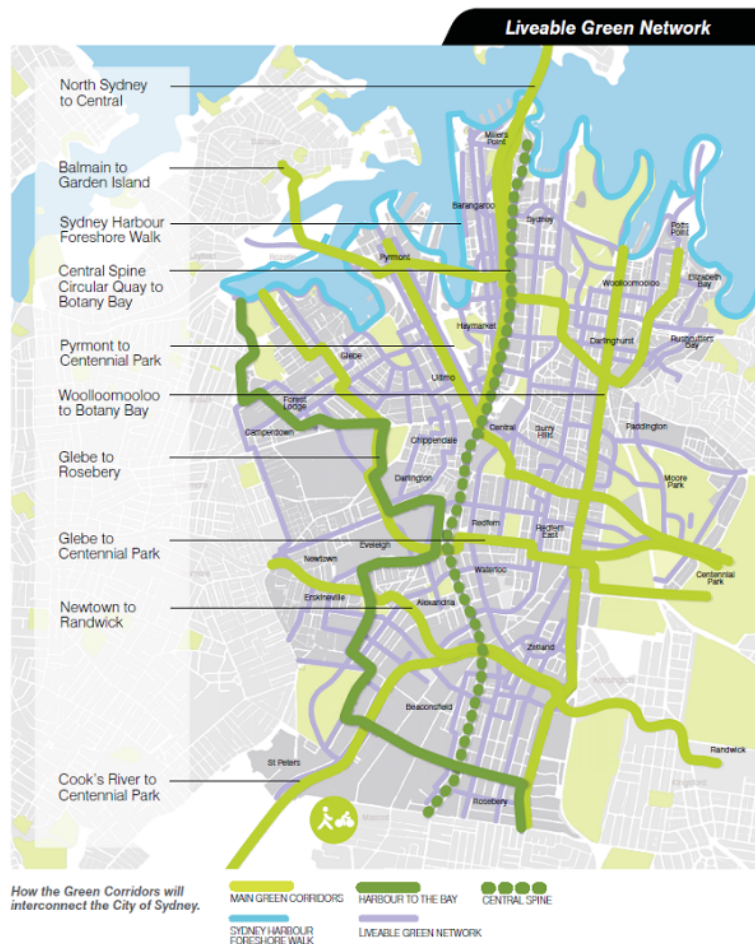 Liveable Green Network
North Sydney
to Central
Balmain to
Garden Island
Sydney Harbour
Foreshore Walk
Central Spine
Circular Quay to
Botany Bay
Pyrmont to
Centennial Park
Woolloomooloo
to Botany Bay
Glebe to
Rosebery
Glebe to
Centennial Park
Newtown to
Randwick
Cook's River to
Centennial Park
Balmain
Millers
Point
Barangaroo
Sydney
Potts
Point
Rozelle
Pyrmont
Woolloomooloo
Elizabeth
Bay
Haymarket
Darlinghurst
Rushcutters
Bay
Glebe
Ultimo
Forest
Lodge
Camperdown
Central
Surry
Hills
Paddington
Chippendale
Darlington
Moore
Park
Redfern
Redfern
East
Eveleigh
Newtown
Waterloo
Centennial
Park
Erskineville
Alexandria
Zetland
Kensington
Beaconsfield
Randwick
St Peters
Kingsford
Rosebery
Mascot
How the Green Corridors will
interconnect the City of Sydney.
MAIN GREEN CORRIDORS
HARBOUR TO THE BAY
CENTRAL SPINE
SYDNEY HARBOUR
FORESHORE WALK
LIVEABLE GREEN NETWORK